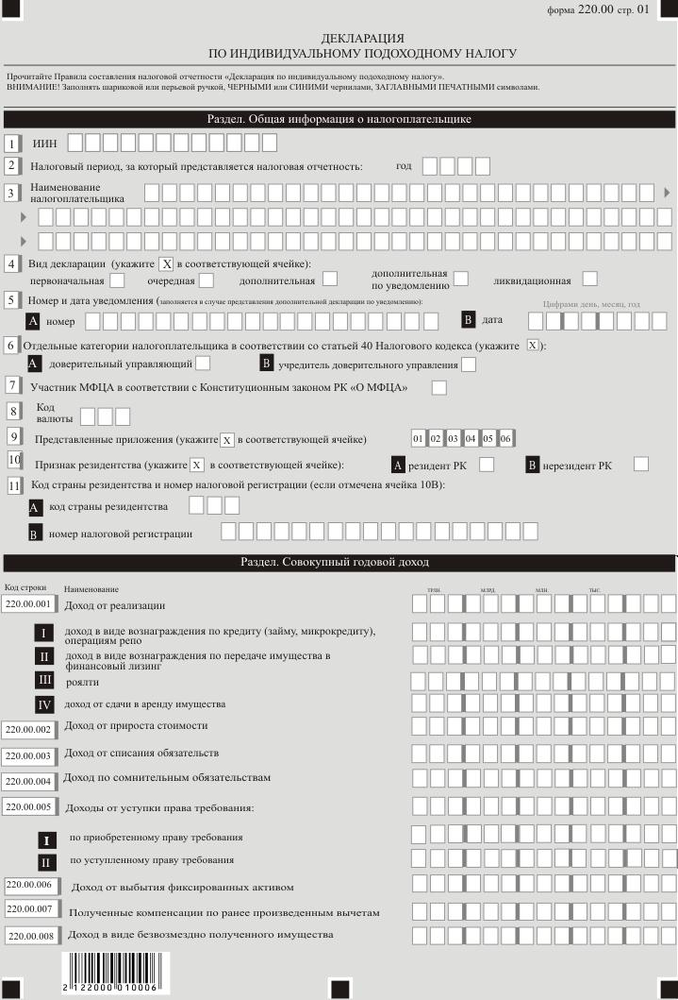 форма 220.00 стр. 01
ДЕКЛАРАЦИЯ
ПО ИНДИВИДУАЛЬНОМУ ПОДОХОДНОМУ НАЛОГУ
Прочитайте Правила составления налоговой отчетности «Декларация по индивидуальному подоходному налогу».
ВНИМАНИЕ! Заполнять шариковой или перьевой ручкой, ЧЕРНЫМИ или СИНИМИ чернилами, ЗАГЛАВНЫМИ ПЕЧАТНЫМИ символами.
Раздел. Общая информация о налогоплательщике
1 ИИН
2 Налоговый период, за который представляется налоговая отчетность: год
3 Наименование
налогоплательщика
4 Вид декларации (укажите X в соответствующей ячейке):
первоначальная очередная дополнительная дополнительная
по уведомлению ликвидационная
5 Номер и дата уведомления (заполняется в случае представления дополнительной декларации по уведомлению):
Цифрами день, месяц, год
A номер B дата
6 Отдельные категории налогоплательщика в соответствии со статьей 40 Налогового кодекса (укажите X):
A доверительный управляющий B учредитель доверительного управления
7 Участник МФЦА в соответствии с Конституционным законом РК «О МФЦА»
8 Код
валюты
9 Представленные приложения (укажите X в соответствующей ячейке) 01 02 03 04 05 06
10 Признак резидентства (укажите X в соответствующей ячейке): A резидент РК B нерезидент РК
11 Код страны резидентства и номер налоговой регистрации (если отмечена ячейка 10B):
A код страны резидентства
B номер налоговой регистрации
Раздел. Совокупный годовой доход
Код строки Наименование трлн. млрд. млн. тыс.
220.00.001 Доход от реализации
I доход в виде вознаграждения по кредиту (займу, микрокредиту),
операциям репо
II доход в виде вознаграждения по передаче имущества в
финансовый лизинг
III роялти
IV доход от сдачи в аренду имущества
220.00.002 Доход от прироста стоимости
220.00.003 Доход от списания обязательств
220.00.004 Доход по сомнительным обязательствам
220.00.005 Доходы от уступки права требования:
I по приобретенному праву требования
II по уступленному праву требования
220.00.006 Доход от выбытия фиксированных активом
220.00.007 Полученные компенсации по ранее произведенным вычетам
220.00.008 Доход в виде безвозмездно полученного имущества
2 122000 010006